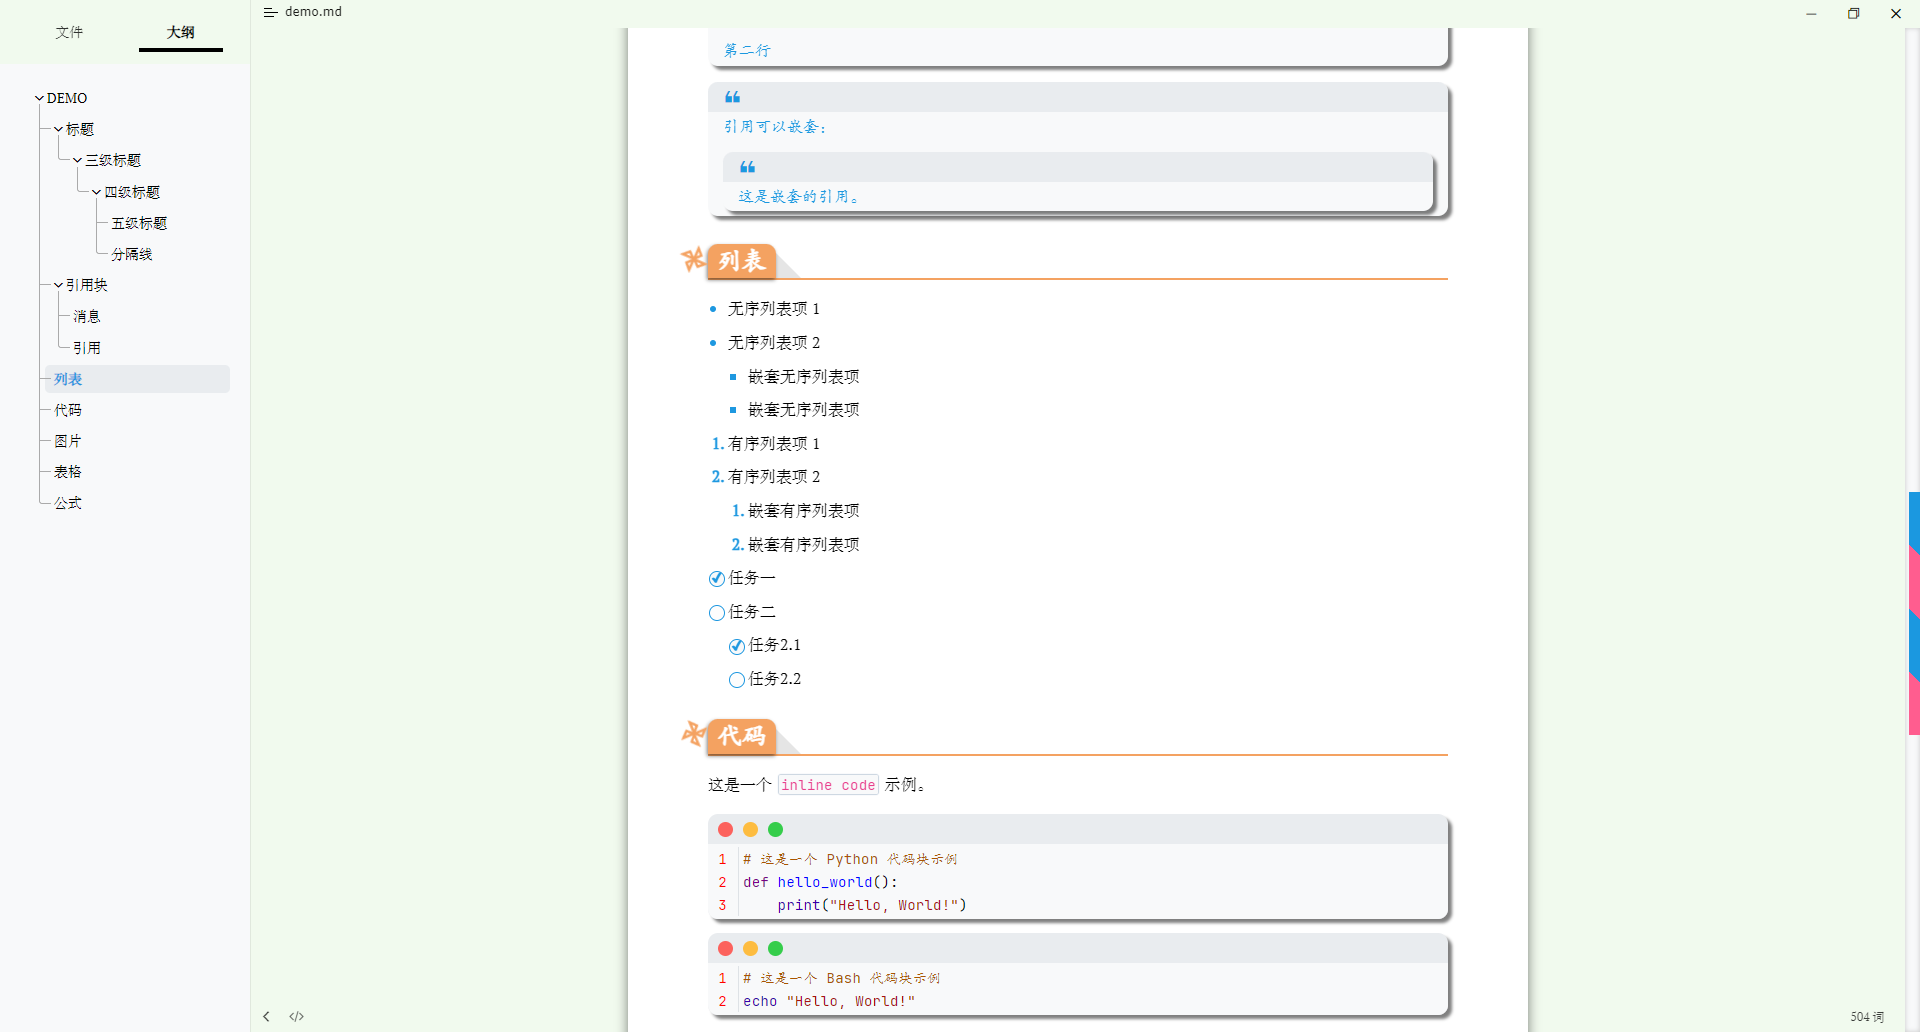 demo.md
文件
大纲
DEMO
标题
三级标题
四级标题
五级标题
分隔线
引用块
消息
引用
列表
代码
图片
表格
公式
第二行
引用可以嵌套：
这是嵌套的引用。
列表
无序列表项 1
无序列表项 2
嵌套无序列表项
嵌套无序列表项
1. 有序列表项 1
2. 有序列表项 2
1. 嵌套有序列表项
2. 嵌套有序列表项
任务一
任务二
任务2.1
任务2.2
代码
这是一个 inline code 示例。
1 # 这是一个 Python 代码块示例
2 def hello_world():
3     print("Hello, World!")
1 # 这是一个 Bash 代码块示例
2 echo "Hello, World!"
504 词